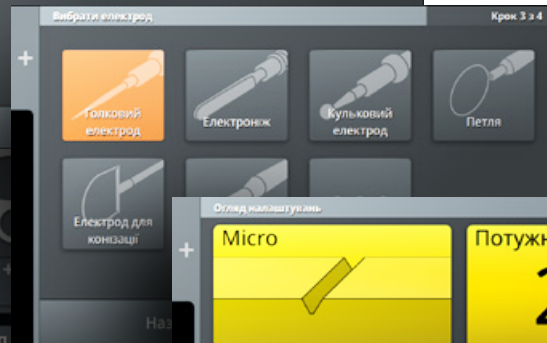 Вибрати електрод
Крок 3 з 4
Голковий
електрод
Електроніж
Кульковий
електрод
Петля
Електрод для
конізації
Огляд налаштувань
Micro